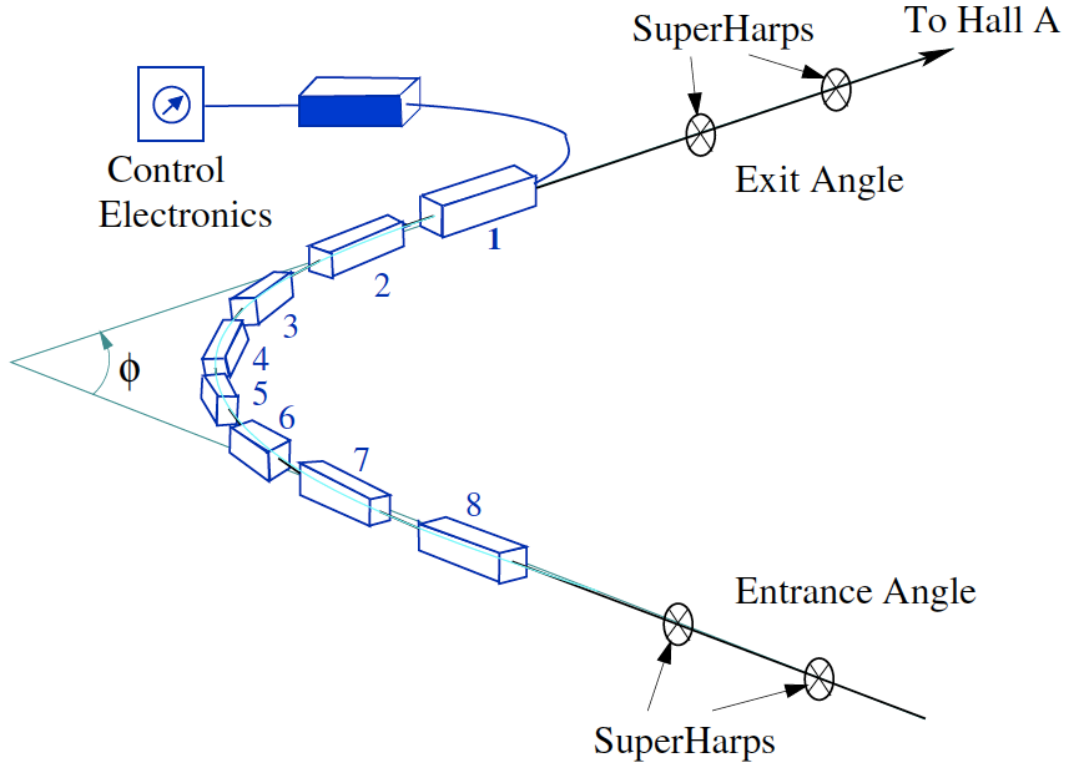 To Hall A
SuperHarps
Control
Electronics
Exit Angle
1
2
3
4
ϕ
5
6
7
8
Entrance Angle
SuperHarps